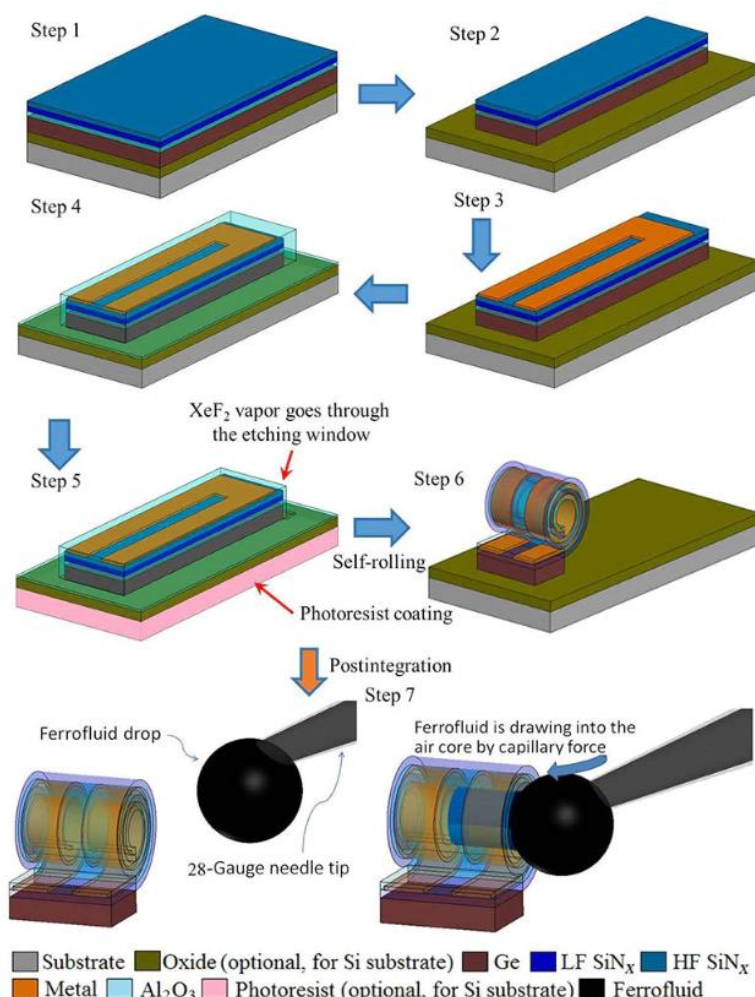 Step 1
Step 2
Step 4
Step 3
XeF₂ vapor goes through
the etching window
Step 5
Step 6
Self-rolling
Photoresist coating
Postintegration
Step 7
Ferrofluid drop
Ferrofluid is drawing into the
air core by capillary force
28-Gauge needle tip
Substrate Oxide (optional, for Si substrate) Ge LF SiNₓ HF SiNₓ
Metal Al₂O₃ Photoresist (optional, for Si substrate) Ferrofluid